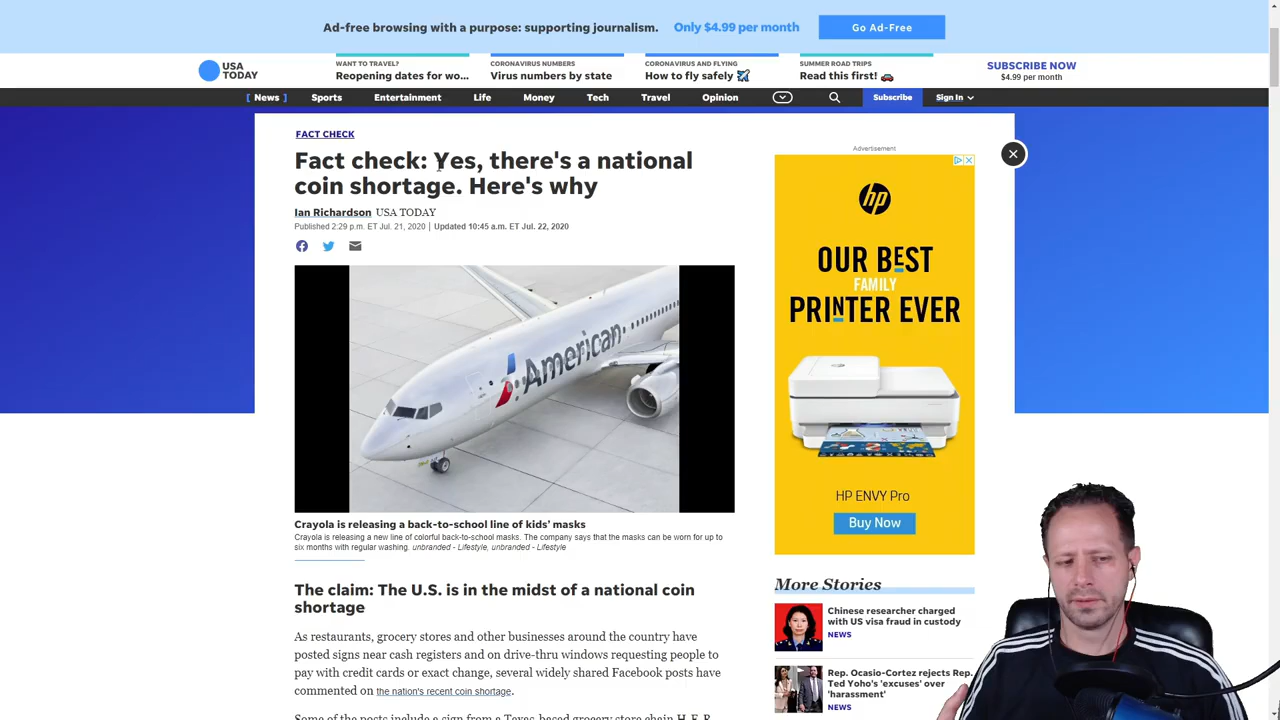 Ad-free browsing with a purpose: supporting journalism. Only $4.99 per month Go Ad-Free
USA
TODAY
WANT TO TRAVEL?
Reopening dates for wo...
CORONAVIRUS NUMBERS
Virus numbers by state
CORONAVIRUS AND FLYING
How to fly safely
SUMMER ROAD TRIPS
Read this first!
SUBSCRIBE NOW
$4.99 per month
[ News ] Sports Entertainment Life Money Tech Travel Opinion Subscribe Sign In
FACT CHECK
Fact check: Yes, there's a national
coin shortage. Here's why
Ian Richardson USA TODAY
Published 2:29 p.m. ET Jul. 21, 2020 | Updated 10:45 a.m. ET Jul. 22, 2020
American
Crayola is releasing a back-to-school line of kids' masks
Crayola is releasing a new line of colorful back-to-school masks. The company says that the masks can be worn for up to
six months with regular washing. unbranded - Lifestyle, unbranded - Lifestyle
The claim: The U.S. is in the midst of a national coin
shortage
As restaurants, grocery stores and other businesses around the country have
posted signs near cash registers and on drive-thru windows requesting people to
pay with credit cards or exact change, several widely shared Facebook posts have
commented on the nation's recent coin shortage.
Some of the posts include a sign from a Texas-based grocery store chain H-E-B
Advertisement
hp
OUR BEST
FAMILY
PRINTER EVER
HP ENVY Pro
Buy Now
More Stories
Chinese researcher charged
with US visa fraud in custody
NEWS
Rep. Ocasio-Cortez rejects Rep.
Ted Yoho's 'excuses' over
'harassment'
NEWS